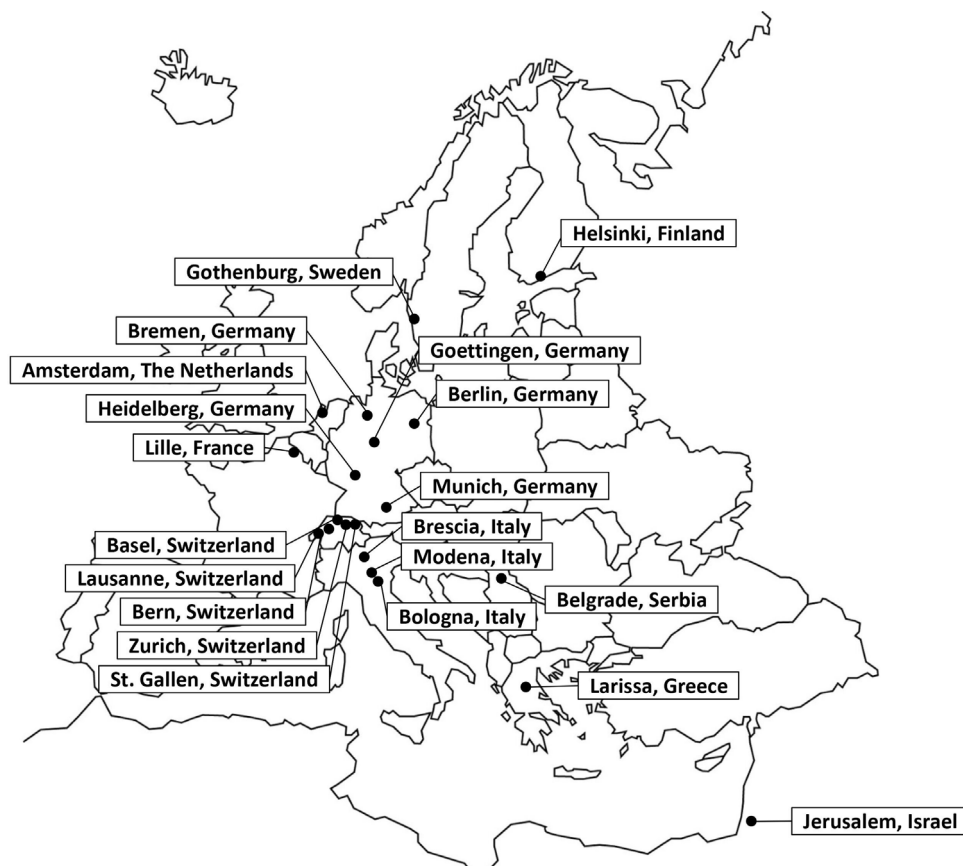 Helsinki, Finland
Gothenburg, Sweden
Bremen, Germany
Goettingen, Germany
Amsterdam, The Netherlands
Berlin, Germany
Heidelberg, Germany
Lille, France
Munich, Germany
Brescia, Italy
Basel, Switzerland
Modena, Italy
Lausanne, Switzerland
Belgrade, Serbia
Bern, Switzerland
Bologna, Italy
Zurich, Switzerland
St. Gallen, Switzerland
Larissa, Greece
Jerusalem, Israel